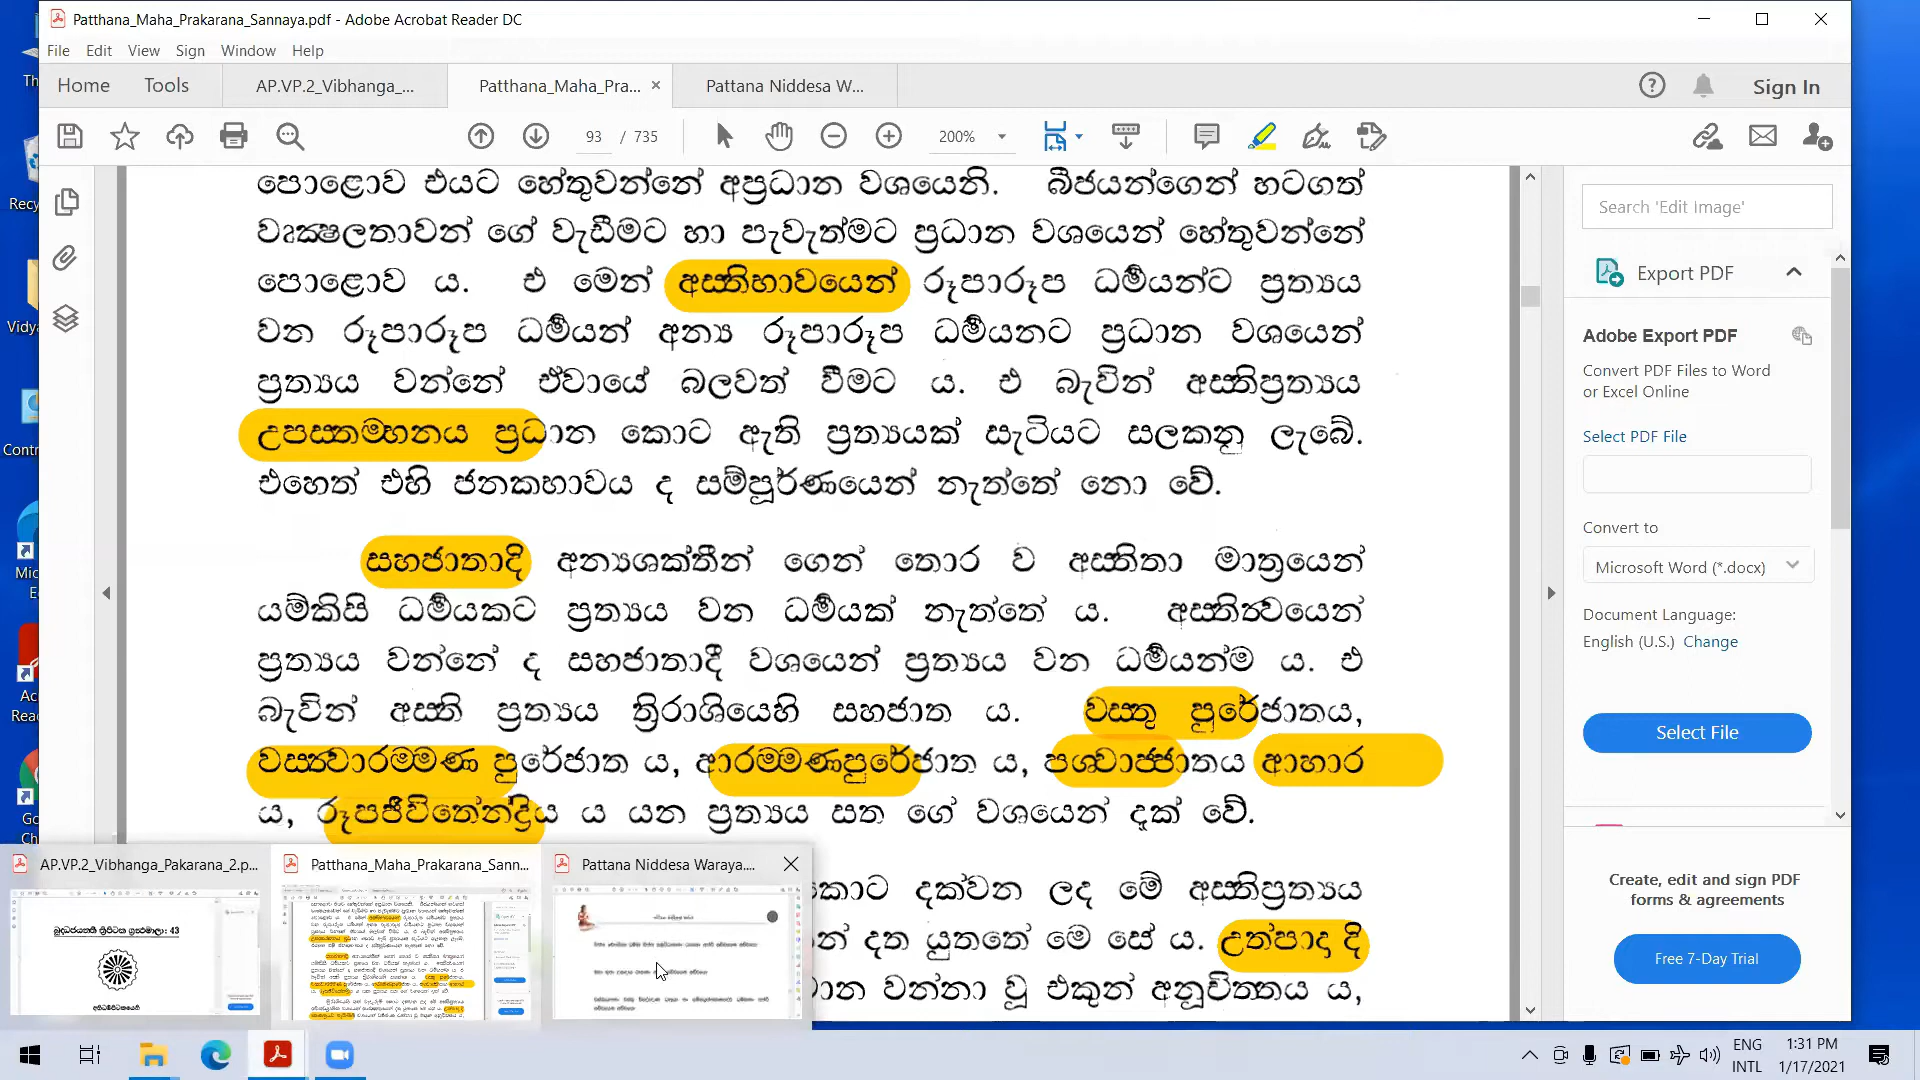 Patthana_Maha_Prakarana_Sannaya.pdf - Adobe Acrobat Reader DC
File Edit View Sign Window Help
Home Tools AP.VP.2_Vibhanga_... Patthana_Maha_Pra... Pattana Niddesa W... Sign In
93 / 735 200%
පොළොව එයට හේතුවන්නේ අප්‍රධාන වශයෙනි. බීජයන්ගෙන් හටගත්
වෘක්‍ෂලතාවන් ගේ වැඩීමට හා පැවැත්මට ප්‍රධාන වශයෙන් හේතුවන්නේ
පොළොව ය. එ මෙන් අස්තිභාවයෙන් රූපාරූප ධර්‍මයන්ට ප්‍රත්‍යය
වන රූපාරූප ධර්‍මයන් අන්‍ය රූපාරූප ධර්‍මයනට ප්‍රධාන වශයෙන්
ප්‍රත්‍යය වන්නේ ඒවායේ බලවත් වීමට ය. එ බැවින් අස්තිප්‍රත්‍යය
උපස්තම්භනය ප්‍රධාන කොට ඇති ප්‍රත්‍යයක් සැටියට සලකනු ලැබේ.
එහෙත් එහි ජනකභාවය ද සම්පූර්ණයෙන් නැත්තේ නො වේ.
සහජාතාදි අන්‍යශක්තීන් ගෙන් තොර ව අස්තිතා මාත්‍රයෙන්
යම්කිසි ධර්‍මයකට ප්‍රත්‍යය වන ධර්‍මයක් නැත්තේ ය. අස්තිත්‍වයෙන්
ප්‍රත්‍යය වන්නේ ද සහජාතාදී වශයෙන් ප්‍රත්‍යය වන ධර්‍මයන්ම ය. එ
බැවින් අස්ති ප්‍රත්‍යය ත්‍රිරාශියෙහි සහජාත ය. වස්තු පුරේජාතය,
වස්ත්‍වාරම්මණ පුරේජාත ය, ආරම්මණපුරේජාත ය, පශ්චාජ්ජාතය ආහාර
ය, රූපජීවිතේන්ද්‍රිය ය යන ප්‍රත්‍යය සත ගේ වශයෙන් දැක් වේ.
කොට දක්වන ලද මේ අස්තිප්‍රත්‍යය
න් දත යුතතේ මෙ සේ ය. උත්පාද දි
මාන වන්නා වූ එකුන් අනූචිත්තය ය,
Search 'Edit Image'
Export PDF
Adobe Export PDF
Convert PDF Files to Word
or Excel Online
Select PDF File
Convert to
Microsoft Word (*.docx)
Document Language:
English (U.S.) Change
Select File
Create, edit and sign PDF
forms & agreements
Free 7-Day Trial
AP.VP.2_Vibhanga_Pakarana_2.p... Patthana_Maha_Prakarana_Sann... Pattana Niddesa Waraya....
බුද්ධජයන්ති ත්‍රිපිටක ග්‍රන්ථමාලා: 43
අභිධම්මපිටකයෙහි
ENG
INTL
1:31 PM
1/17/2021